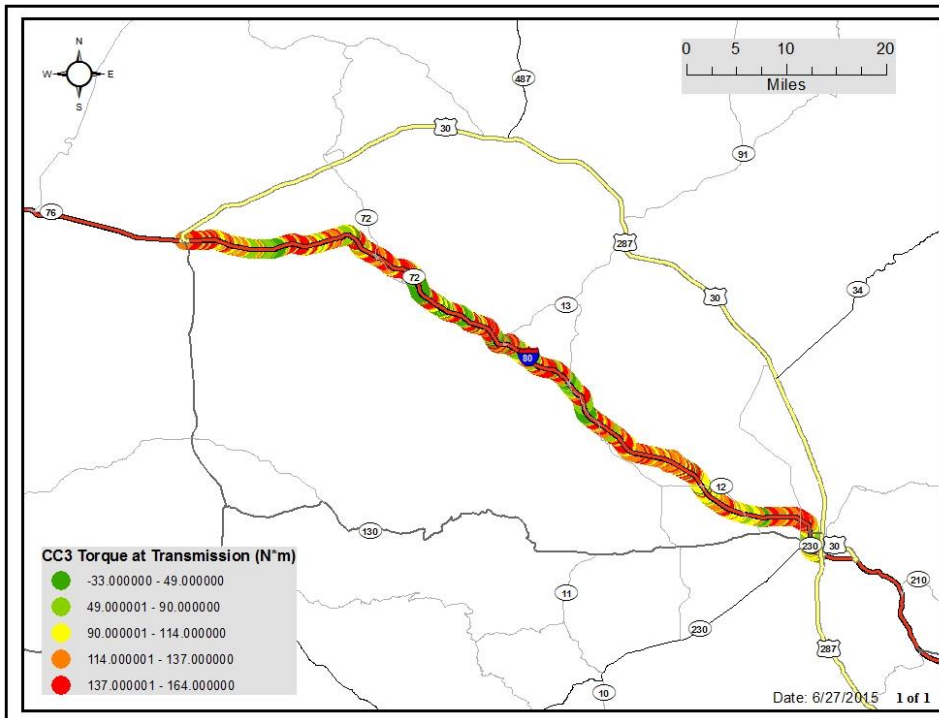 N
W E
S
0 5 10 20
Miles
487
30
91
76
72
287
72
34
30
13
80
12
130
230 30
210
11
230
287
10
CC3 Torque at Transmission (N*m)
-33.000000 - 49.000000
49.000001 - 90.000000
90.000001 - 114.000000
114.000001 - 137.000000
137.000001 - 164.000000
Date: 6/27/2015 1 of 1